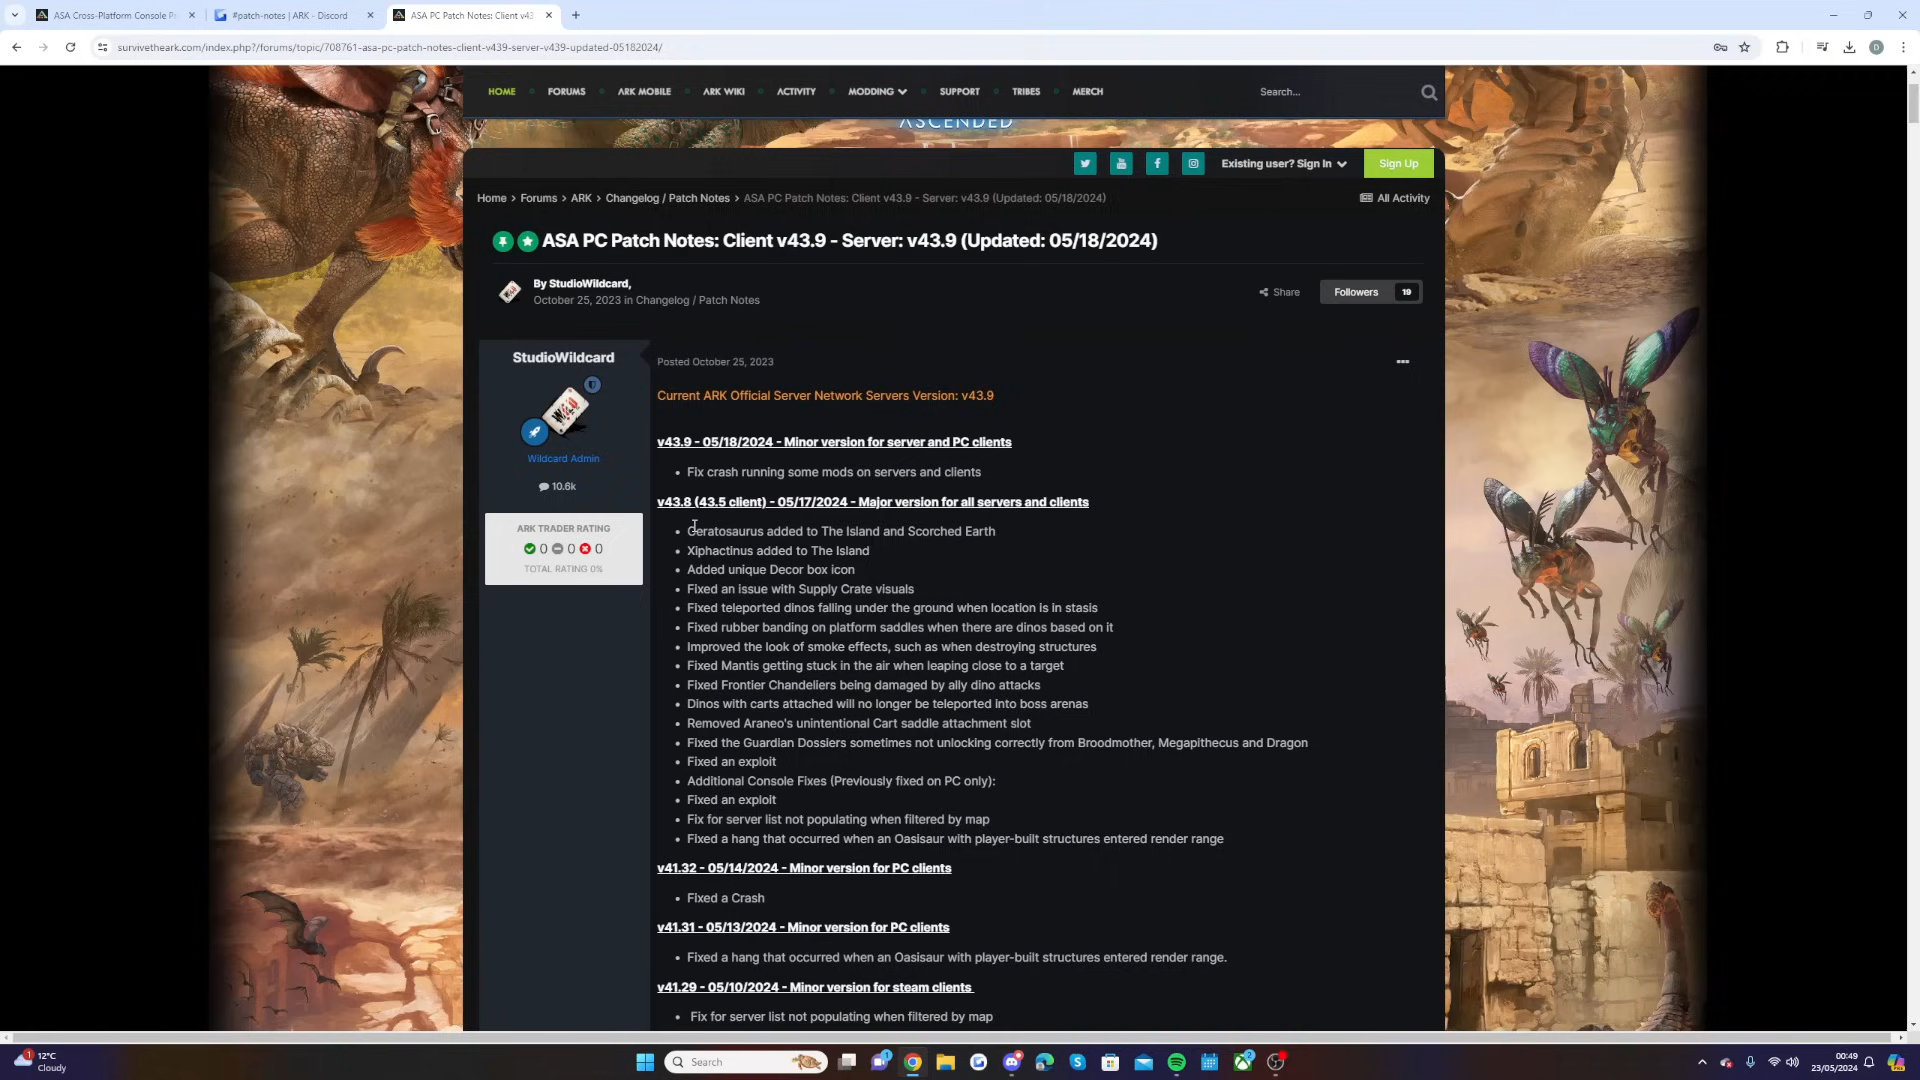 ASA Cross-Platform Console P
#patch-notes | ARK - Discord
ASA PC Patch Notes: Client v43
survivetheark.com/index.php?/forums/topic/708761-asa-pc-patch-notes-client-v439-server-v439-updated-05182024/
D
HOME
FORUMS
ARK MOBILE
ARK WIKI
ACTIVITY
MODDING
SUPPORT
TRIBES
MERCH
Search...
ASCENDED
Existing user? Sign In
Sign Up
Home > Forums > ARK > Changelog / Patch Notes > ASA PC Patch Notes: Client v43.9 - Server: v43.9 (Updated: 05/18/2024)
All Activity
ASA PC Patch Notes: Client v43.9 - Server: v43.9 (Updated: 05/18/2024)
By StudioWildcard,
October 25, 2023 in Changelog / Patch Notes
Share
Followers 19
StudioWildcard
Wildcard Admin
10.6k
ARK TRADER RATING
0 0 0
TOTAL RATING 0%
Posted October 25, 2023
Current ARK Official Server Network Servers Version: v43.9
v43.9 - 05/18/2024 - Minor version for server and PC clients
• Fix crash running some mods on servers and clients
v43.8 (43.5 client) - 05/17/2024 - Major version for all servers and clients
• Ceratosaurus added to The Island and Scorched Earth
• Xiphactinus added to The Island
• Added unique Decor box icon
• Fixed an issue with Supply Crate visuals
• Fixed teleported dinos falling under the ground when location is in stasis
• Fixed rubber banding on platform saddles when there are dinos based on it
• Improved the look of smoke effects, such as when destroying structures
• Fixed Mantis getting stuck in the air when leaping close to a target
• Fixed Frontier Chandeliers being damaged by ally dino attacks
• Dinos with carts attached will no longer be teleported into boss arenas
• Removed Araneo's unintentional Cart saddle attachment slot
• Fixed the Guardian Dossiers sometimes not unlocking correctly from Broodmother, Megapithecus and Dragon
• Fixed an exploit
• Additional Console Fixes (Previously fixed on PC only):
• Fixed an exploit
• Fix for server list not populating when filtered by map
• Fixed a hang that occurred when an Oasisaur with player-built structures entered render range
v41.32 - 05/14/2024 - Minor version for PC clients
• Fixed a Crash
v41.31 - 05/13/2024 - Minor version for PC clients
• Fixed a hang that occurred when an Oasisaur with player-built structures entered render range.
v41.29 - 05/10/2024 - Minor version for steam clients
• Fix for server list not populating when filtered by map
1
12°C
Cloudy
Search
00:49
23/05/2024